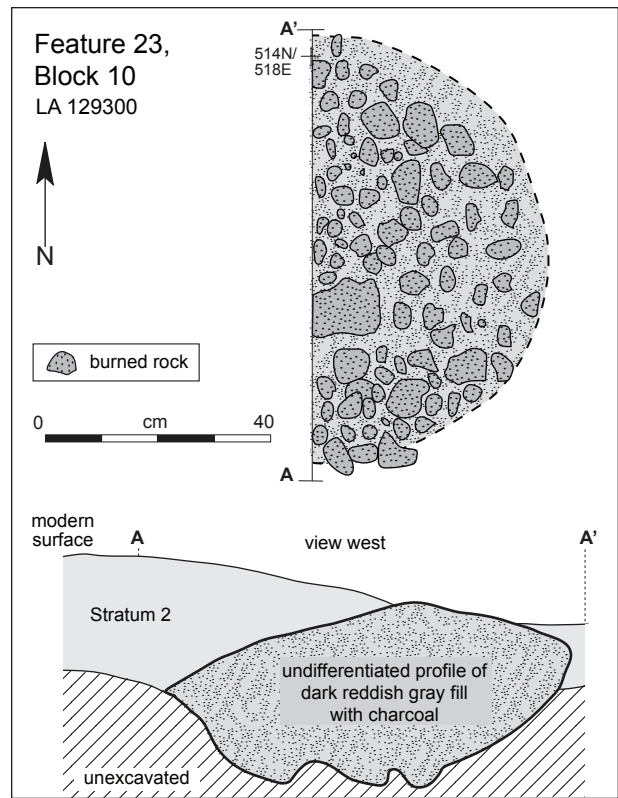 Feature 23,
Block 10
LA 129300
A'
514N/
518E
N
burned rock
0 cm 40
A
modern
surface
A
view west
A'
Stratum 2
undifferentiated profile of
dark reddish gray fill
with charcoal
unexcavated